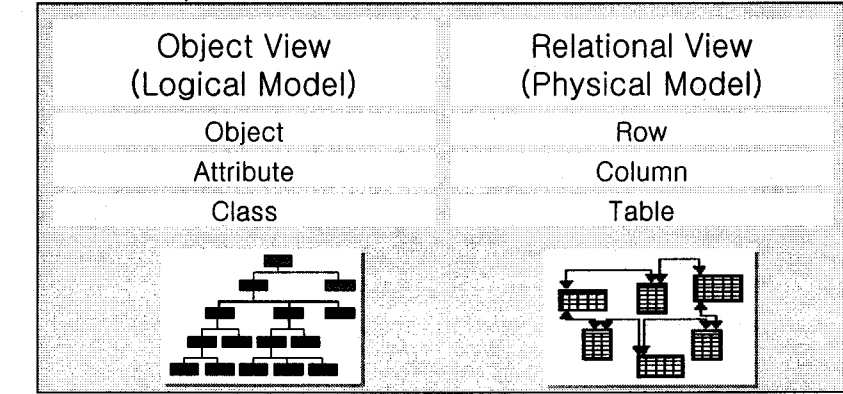 Object View
(Logical Model)
Relational View
(Physical Model)
Object
Row
Attribute
Column
Class
Table